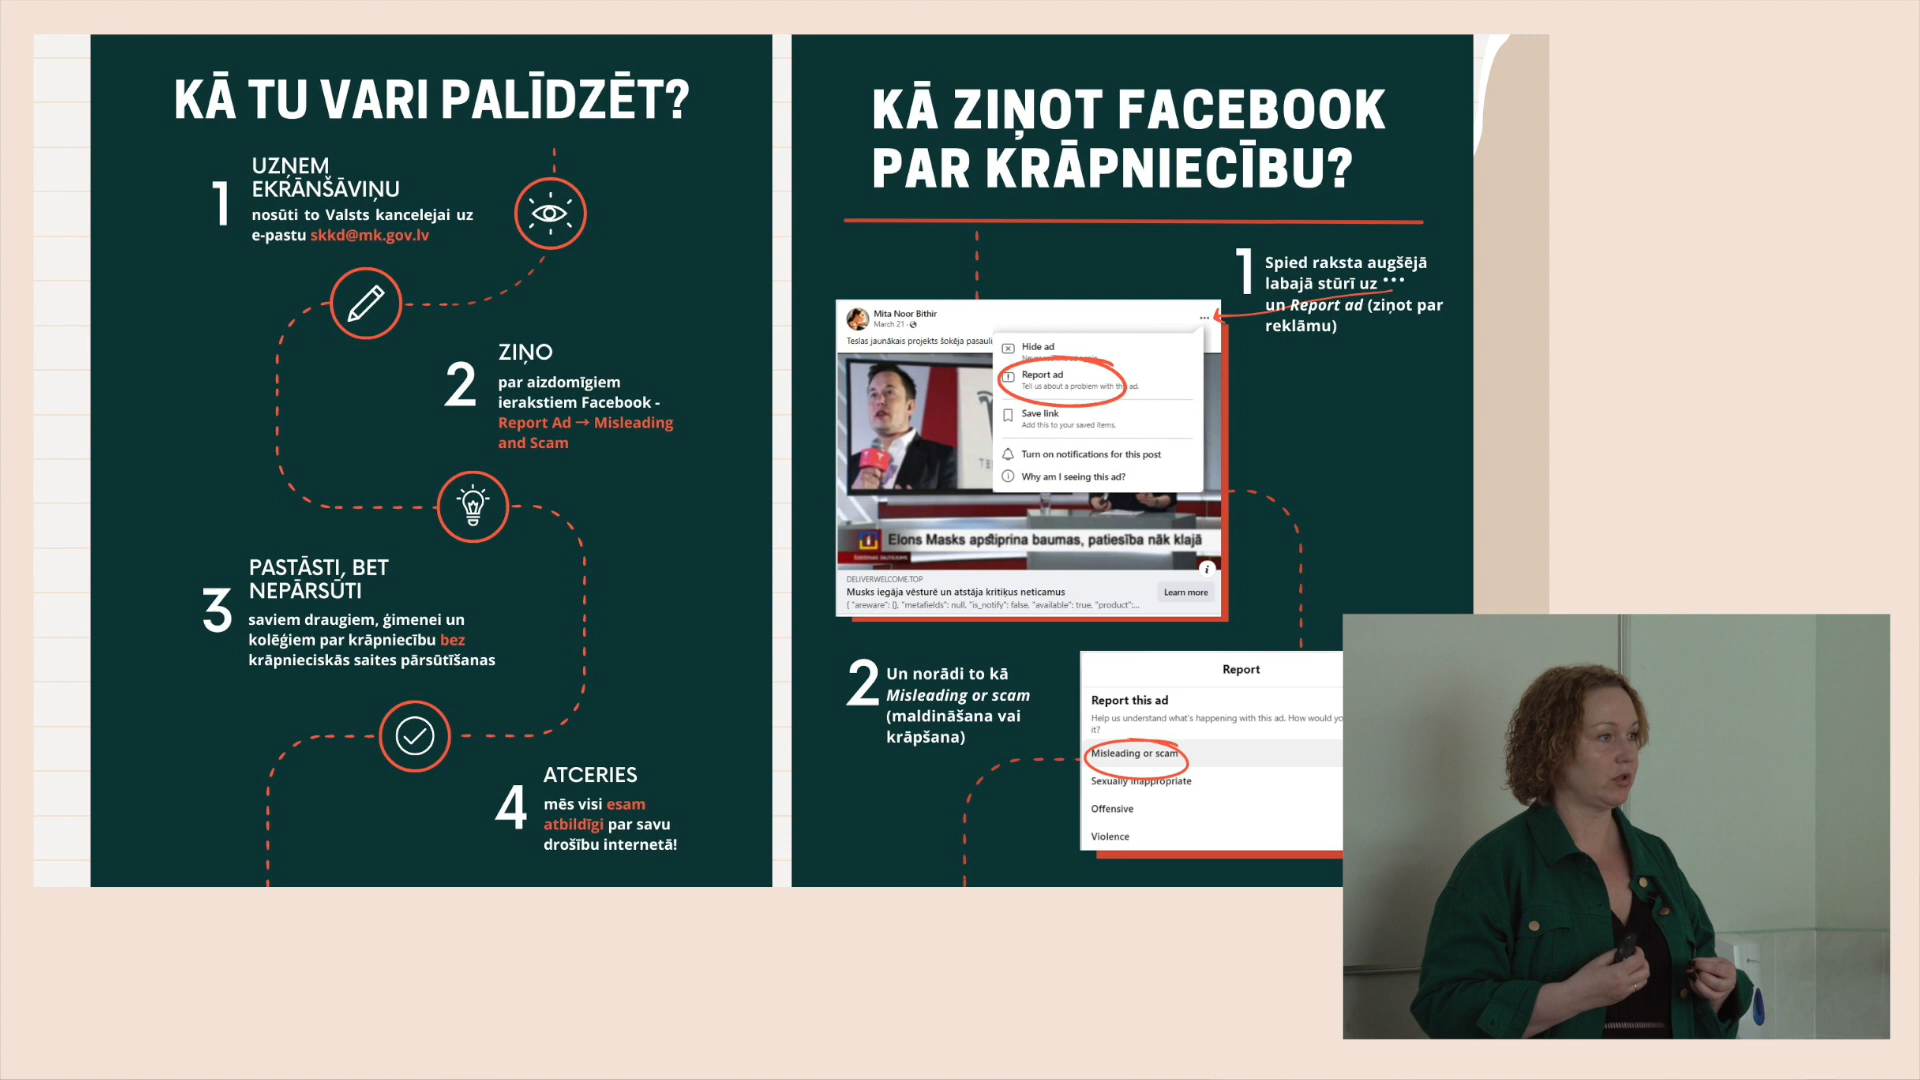 KĀ TU VARI PALĪDZĒT?
1
UZŅEM
EKRĀNŠĀVIŅU
nosūti to Valsts kancelejai uz
e-pastu skkd@mk.gov.lv
2
ZIŅO
par aizdomīgiem
ierakstiem Facebook -
Report Ad → Misleading
and Scam
3
PASTĀSTI, BET
NEPĀRSŪTI
saviem draugiem, ģimenei un
kolēģiem par krāpniecību bez
krāpnieciskās saites pārsūtīšanas
4
ATCERIES
mēs visi esam
atbildīgi par savu
drošību internetā!
KĀ ZIŅOT FACEBOOK
PAR KRĀPNIECĪBU?
1
Spied raksta augšējā
labajā stūrī uz •••
un Report ad (ziņot par
reklāmu)
Mita Noor Bithir
March 21 ·
Teslas jaunākais projekts šokēja pasauli
Hide ad
Report ad
Tell us about a problem with this ad.
Save link
Add this to your saved items.
Turn on notifications for this post
Why am I seeing this ad?
Elons Masks apstiprina baumas, patiesība nāk klajā
DELIVERWELCOME.TOP
Musks iegāja vēsturē un atstāja kritiķus neticamus
Learn more
{ "areware": {}, "metafields": null, "is_notify": false, "available": true, "product":...
2
Un norādi to kā
Misleading or scam
(maldināšana vai
krāpšana)
Report
Report this ad
Help us understand what's happening with this ad. How would yo
it?
Misleading or scam
Sexually inappropriate
Offensive
Violence